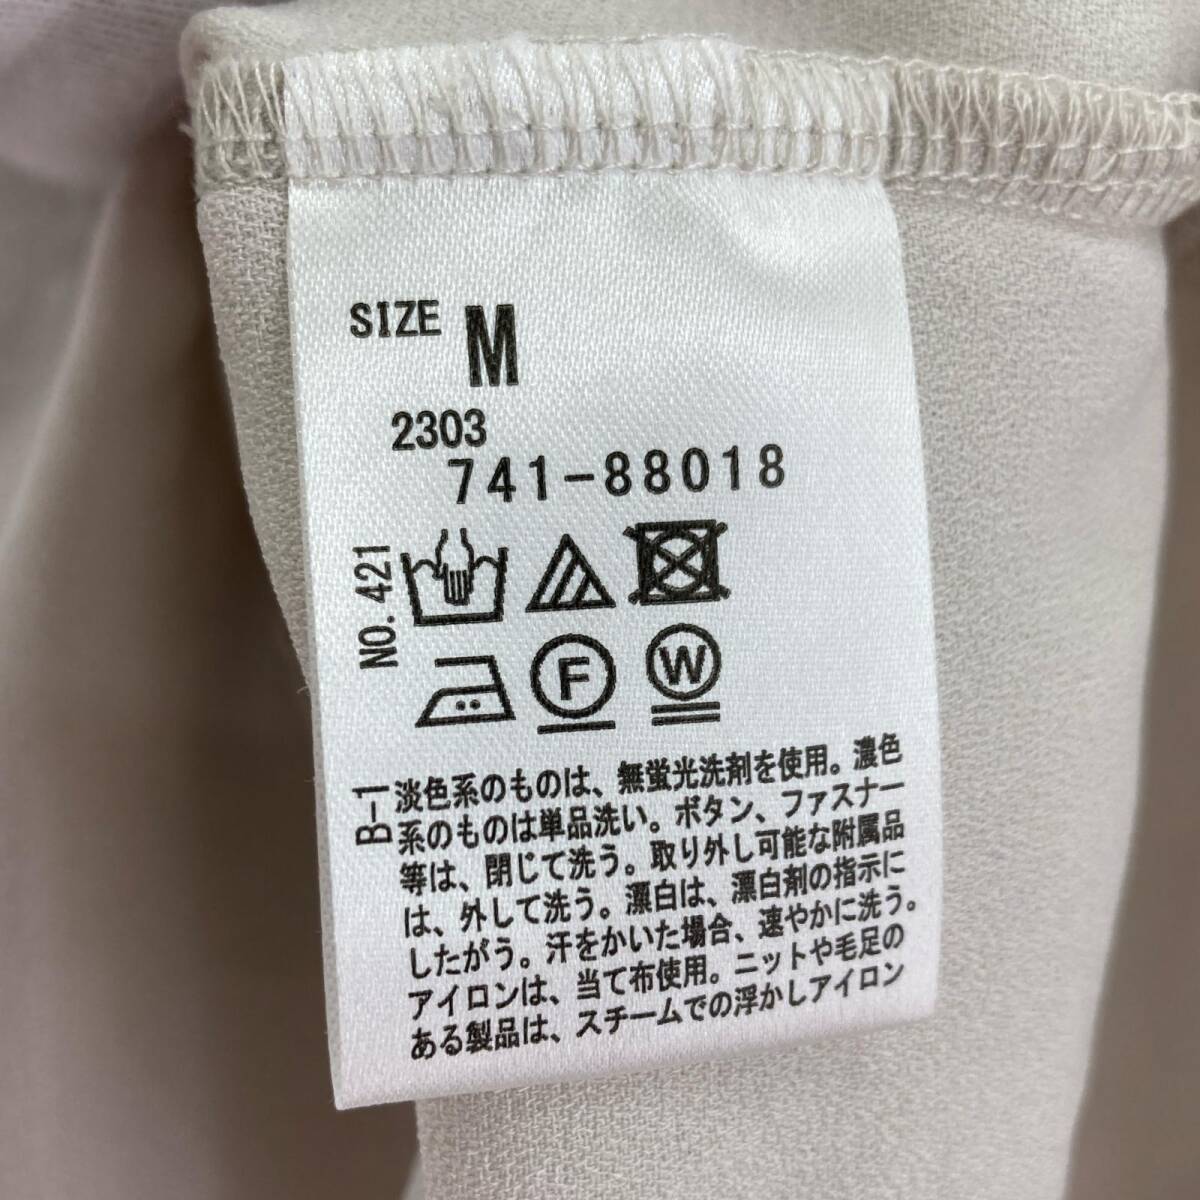 SIZE M
2303
741-88018
NO. 421
F W
B-1
淡色系のものは、無蛍光洗剤を使用。濃色
系のものは単品洗い。ボタン、ファスナー
等は、閉じて洗う。取り外し可能な附属品
は、外して洗う。漂白は、漂白剤の指示に
したがう。汗をかいた場合、速やかに洗う。
アイロンは、当て布使用。ニットや毛足の
ある製品は、スチームでの浮かしアイロン